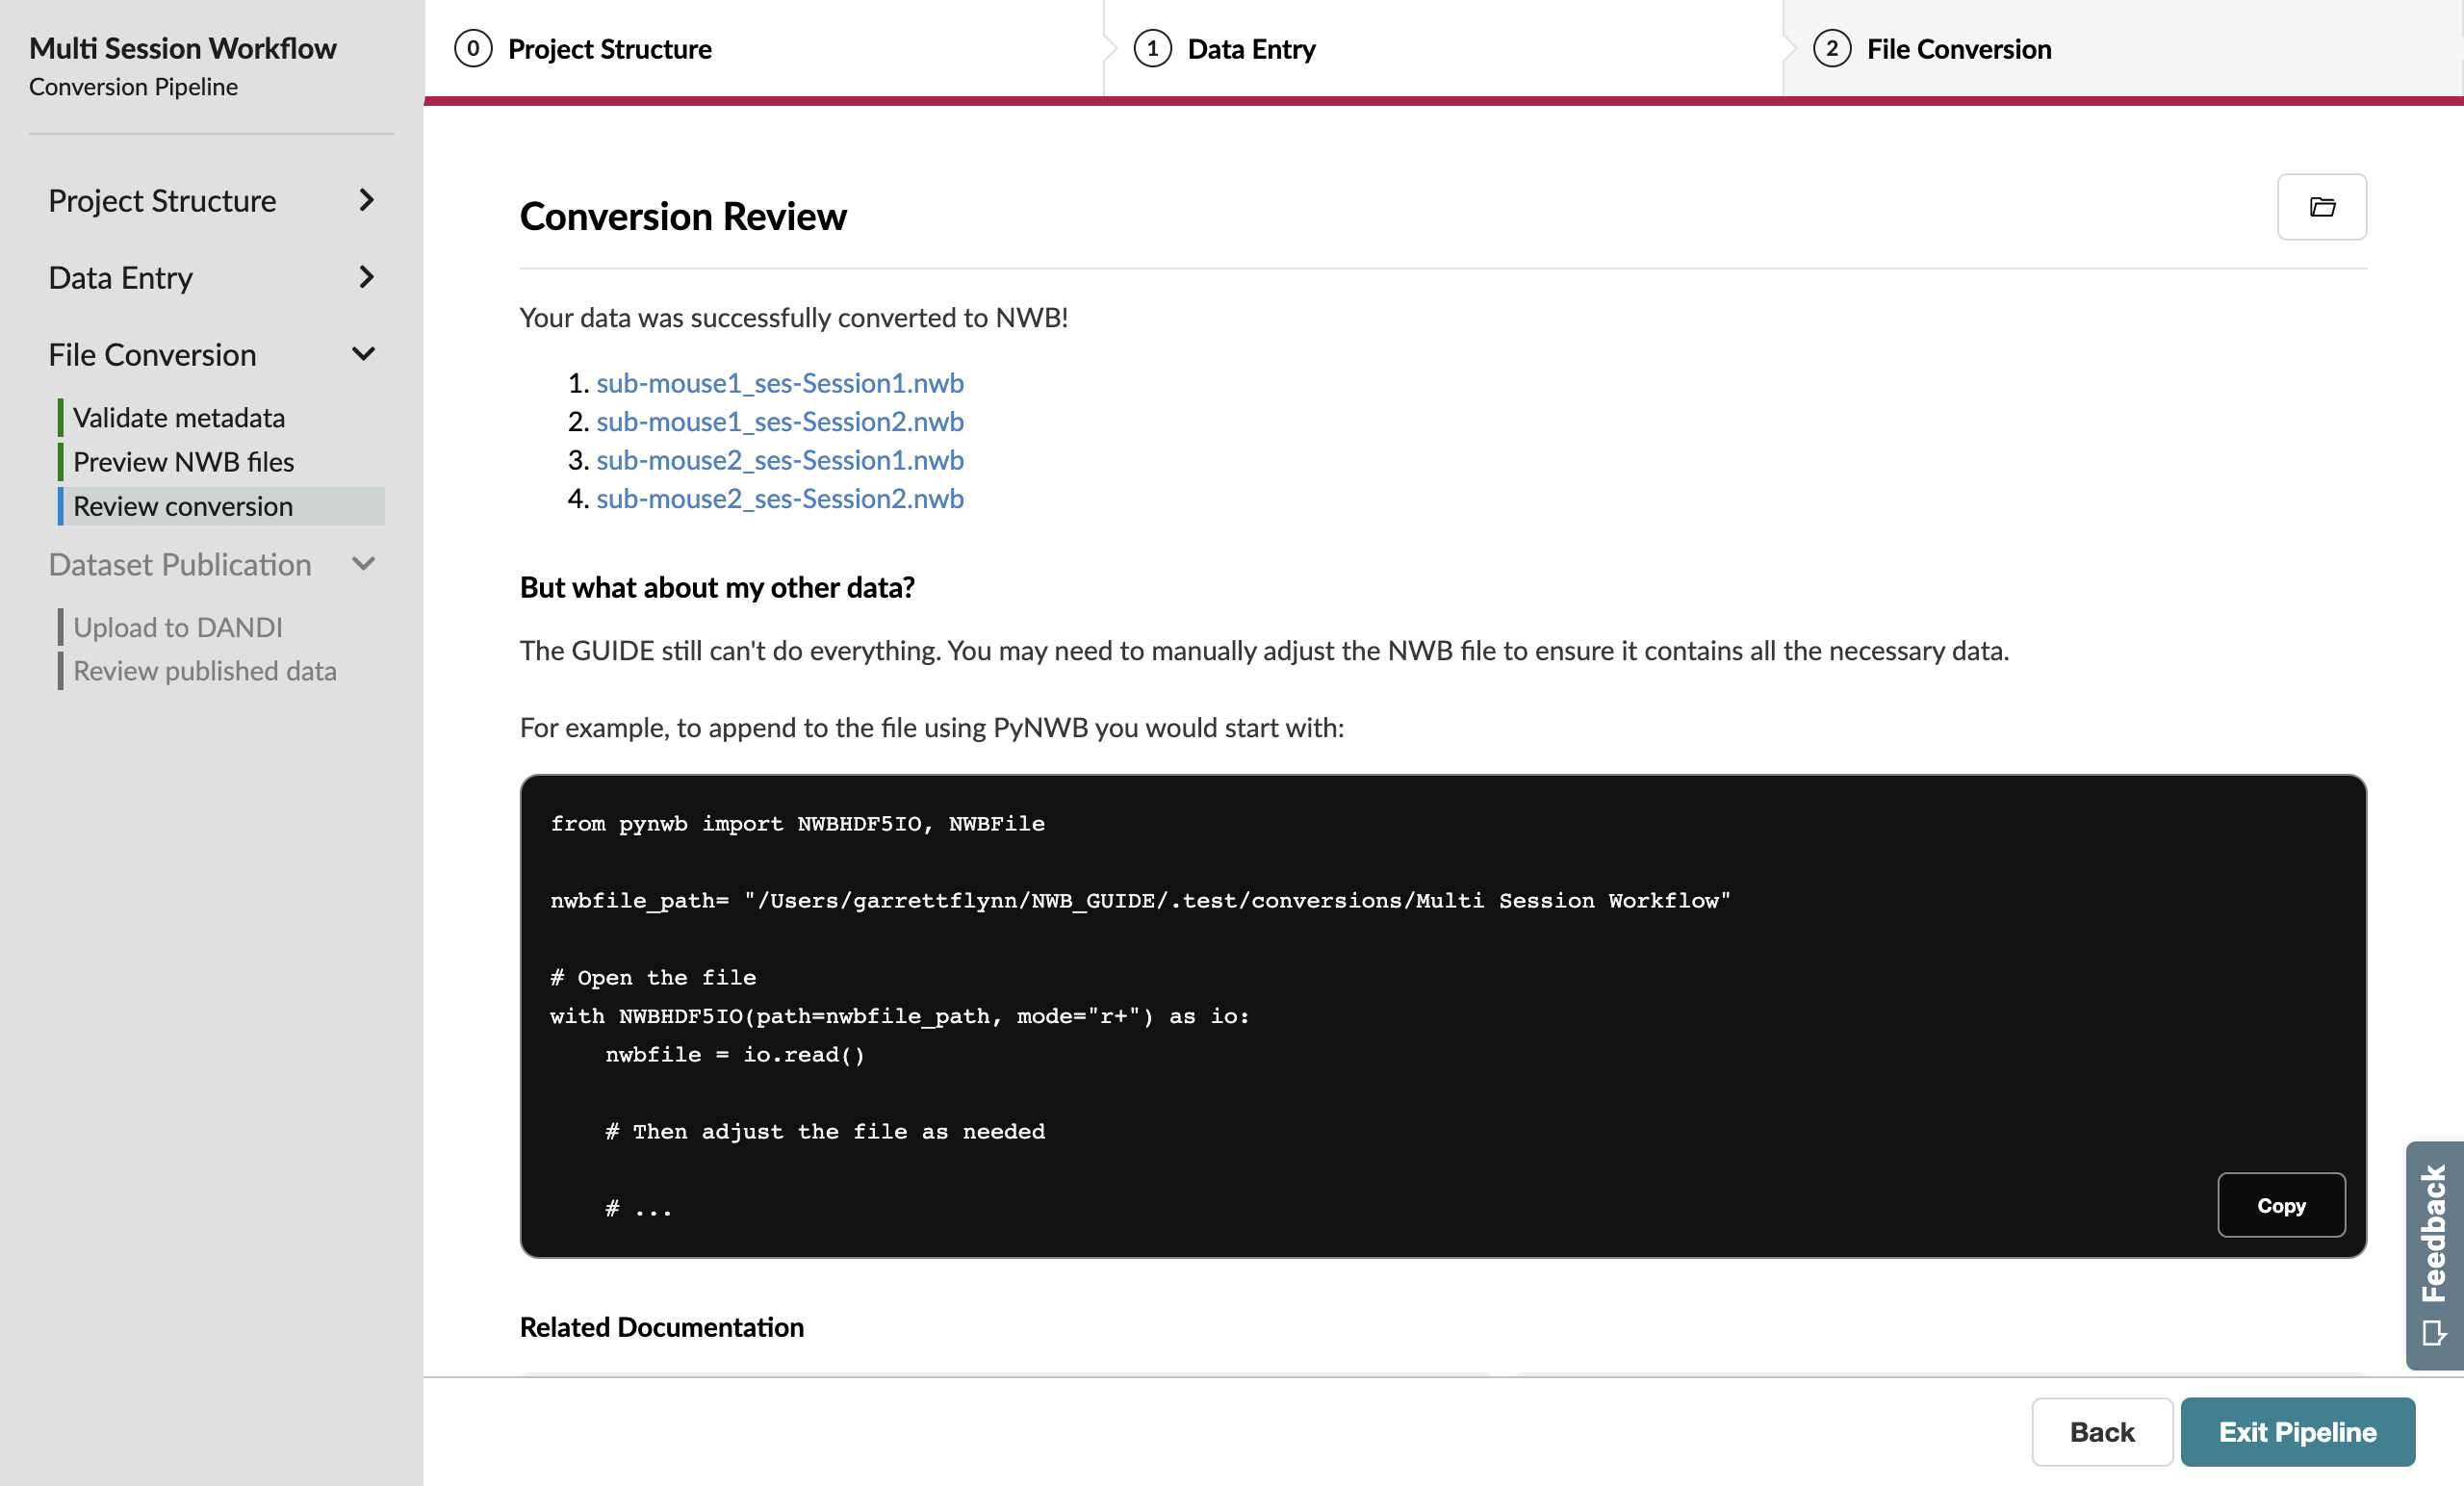 Multi Session Workflow
Conversion Pipeline
Project Structure
Data Entry
File Conversion
Validate metadata
Preview NWB files
Review conversion
Dataset Publication
Upload to DANDI
Review published data
0 Project Structure
1 Data Entry
2 File Conversion
Conversion Review
Your data was successfully converted to NWB!
1. sub-mouse1_ses-Session1.nwb
2. sub-mouse1_ses-Session2.nwb
3. sub-mouse2_ses-Session1.nwb
4. sub-mouse2_ses-Session2.nwb
But what about my other data?
The GUIDE still can't do everything. You may need to manually adjust the NWB file to ensure it contains all the necessary data.
For example, to append to the file using PyNWB you would start with:
from pynwb import NWBHDF5IO, NWBFile
nwbfile_path= "/Users/garrettflynn/NWB_GUIDE/.test/conversions/Multi Session Workflow"
# Open the file
with NWBHDF5IO(path=nwbfile_path, mode="r+") as io:
    nwbfile = io.read()
    # Then adjust the file as needed
    # ...
Copy
Feedback
Related Documentation
Back
Exit Pipeline